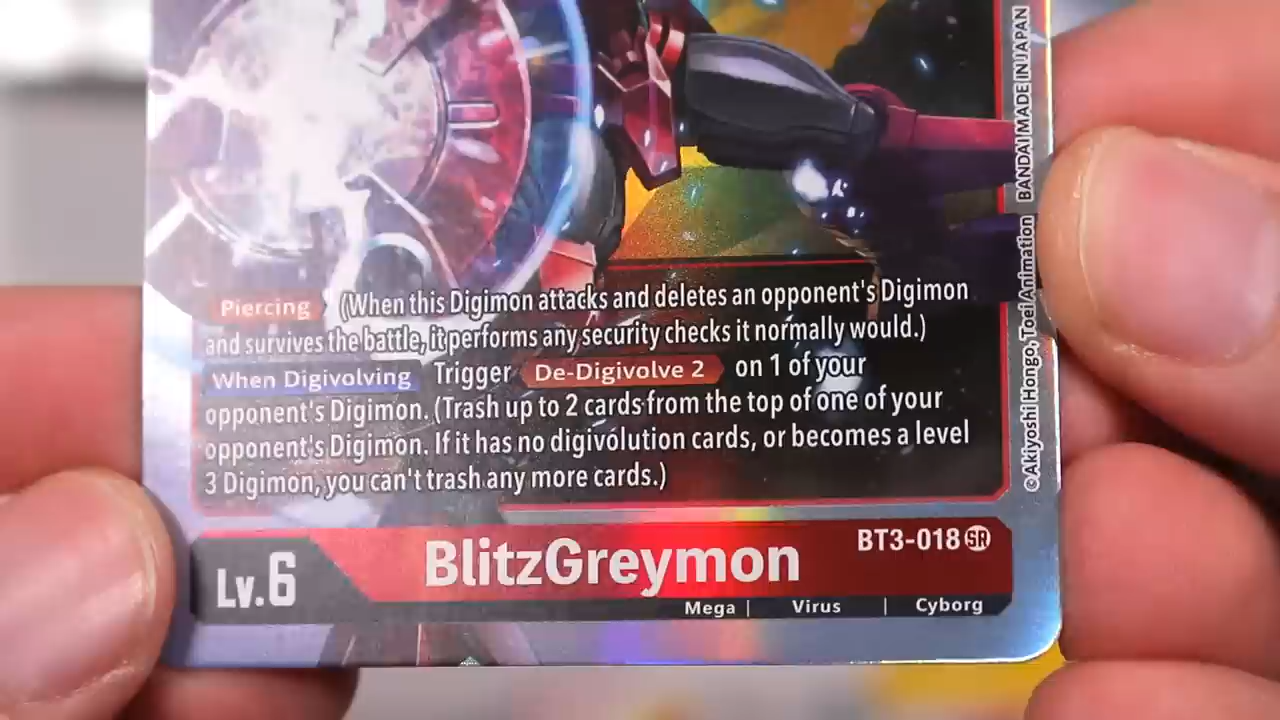 Piercing (When this Digimon attacks and deletes an opponent's Digimon
and survives the battle, it performs any security checks it normally would.)
When Digivolving Trigger De-Digivolve 2 on 1 of your
opponent's Digimon. (Trash up to 2 cards from the top of one of your
opponent's Digimon. If it has no digivolution cards, or becomes a level
3 Digimon, you can't trash any more cards.)
©Akiyoshi Hongo, Toei Animation BANDAI MADE IN JAPAN
BT3-018 SR
Lv.6 BlitzGreymon
Mega | Virus | Cyborg